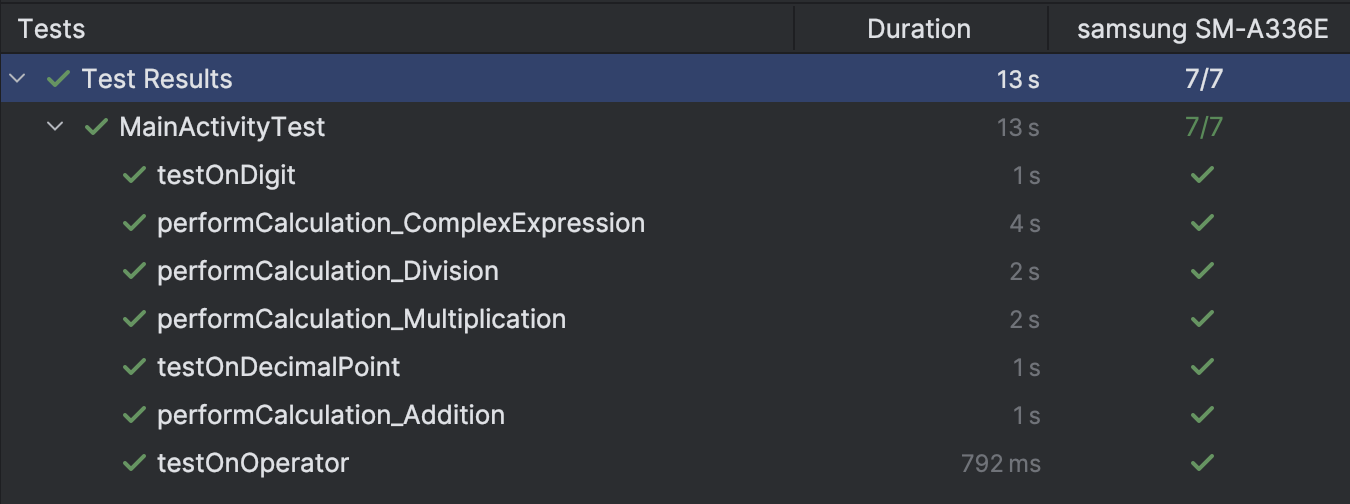 Tests Duration samsung SM-A336E
Test Results 13 s 7/7
MainActivityTest 13 s 7/7
testOnDigit 1 s
performCalculation_ComplexExpression 4 s
performCalculation_Division 2 s
performCalculation_Multiplication 2 s
testOnDecimalPoint 1 s
performCalculation_Addition 1 s
testOnOperator 792 ms